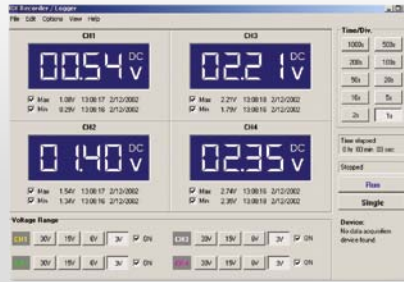 Recorder / Logger
File Edit Options View Help
CH1
00.54 DC V
Max 1.08V 13:08:17 2/12/2002
Min 0.29V 13:08:16 2/12/2002
CH3
02.21 DC V
Max 2.21V 13:08:18 2/12/2002
Min 1.79V 13:08:16 2/12/2002
CH2
01.40 DC V
Max 1.54V 13:08:17 2/12/2002
Min 1.34V 13:08:16 2/12/2002
CH4
02.35 DC V
Max 2.74V 13:08:16 2/12/2002
Min 13:08:18 2/12/2002
Voltage Range
CH1 30V 15V 6V 3V ON
CH3 30V 15V 6V 3V ON
30V 15V 6V 3V ON
CH4 30V 15V 6V 3V ON
Time/Div.
1000s 500s
200s 100s
50s 20s
10s 5s
2s 1s
Time elapsed
0 hr 00 min 03 sec
Stopped
Run
Single
Device:
No data acquisition
device found